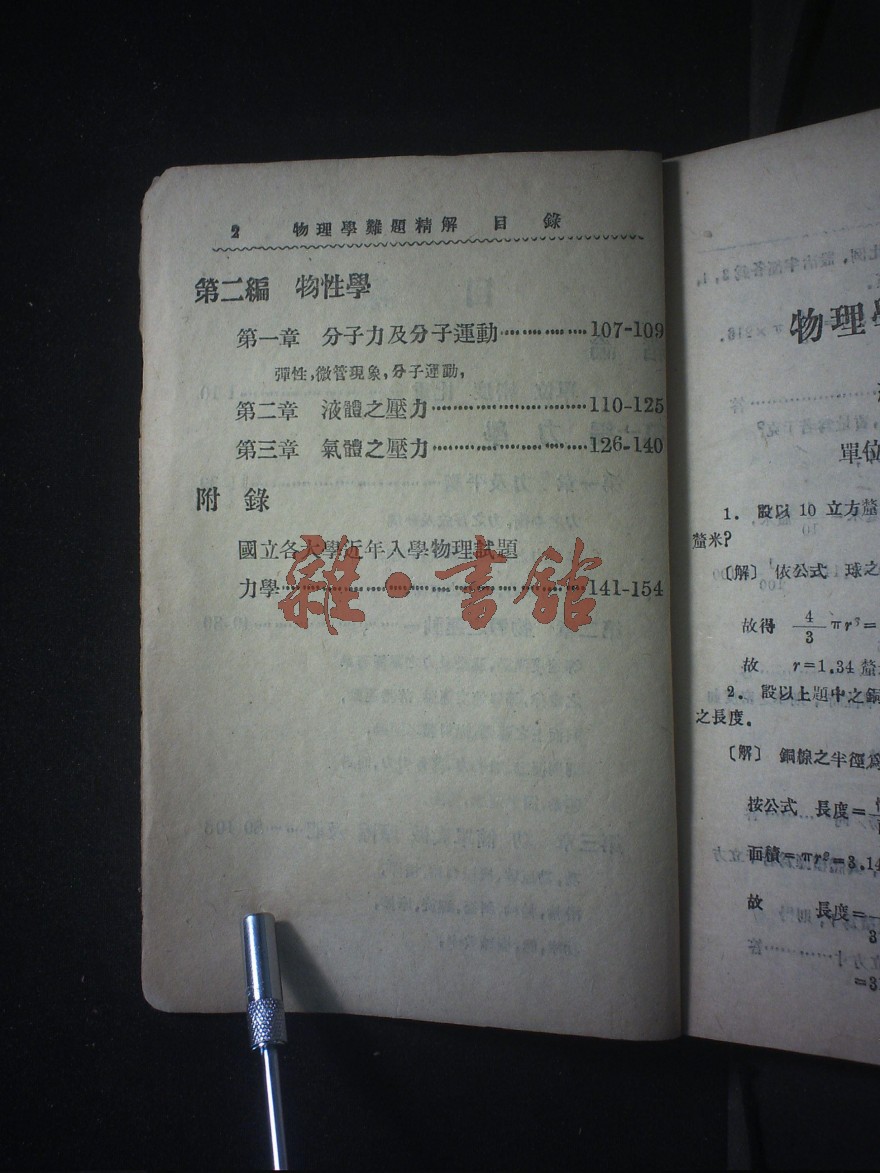 2 物理學難題精解 目 錄
第二編 物性學
第一章 分子力及分子運動……………107-109
彈性,微管現象,分子運動,
第二章 液體之壓力……………………110-125
第三章 氣體之壓力……………………126-140
附 錄
國立各大學近年入學物理試題
力學……………………………………141-154
雜·書館
物理
單位
1. 設以 10 立方釐
釐米?
〔解〕 依公式 球之
故得 4/3 πr³=
故 r=1.34 釐
2. 設以上題中之銅
之長度。
〔解〕 銅線之半徑爲
按公式 長度=
面積=πr²=3.14
故 長度=
3
=3